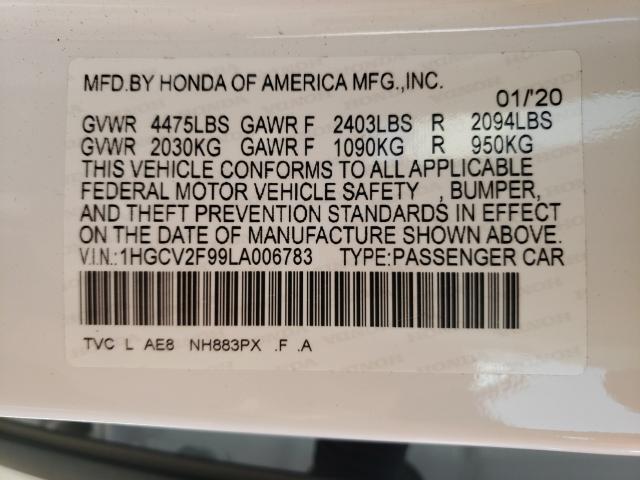 MFD.BY HONDA OF AMERICA MFG.,INC.
01/'20
GVWR 4475LBS GAWR F 2403LBS R 2094LBS
GVWR 2030KG GAWR F 1090KG R 950KG
THIS VEHICLE CONFORMS TO ALL APPLICABLE
FEDERAL MOTOR VEHICLE SAFETY , BUMPER,
AND THEFT PREVENTION STANDARDS IN EFFECT
ON THE DATE OF MANUFACTURE SHOWN ABOVE.
V.I.N.:1HGCV2F99LA006783 TYPE:PASSENGER CAR
TVC L AE8 NH883PX .F .A